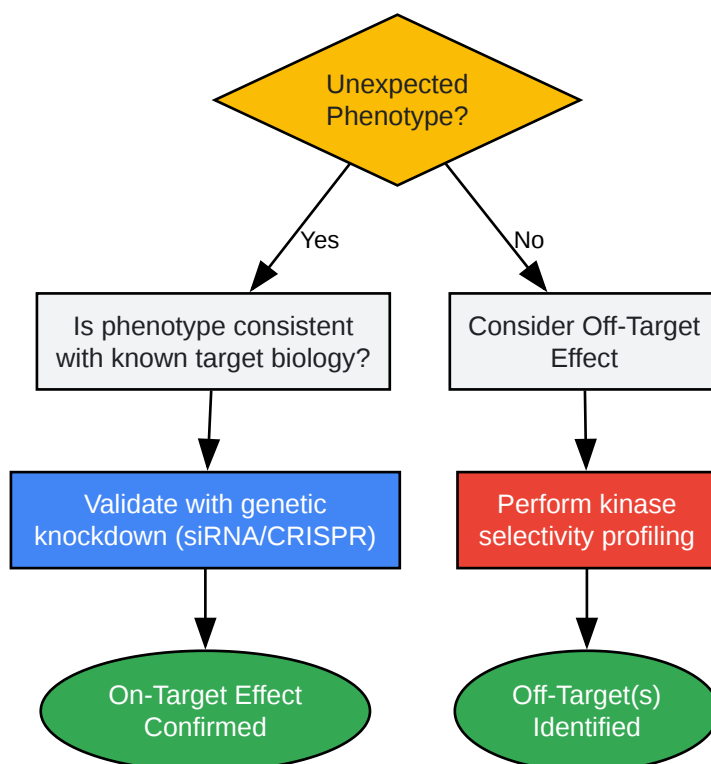 Unexpected
Phenotype?
Yes
No
Is phenotype consistent
with known target biology?
Consider Off-Target
Effect
Validate with genetic
knockdown (siRNA/CRISPR)
Perform kinase
selectivity profiling
On-Target Effect
Confirmed
Off-Target(s)
Identified